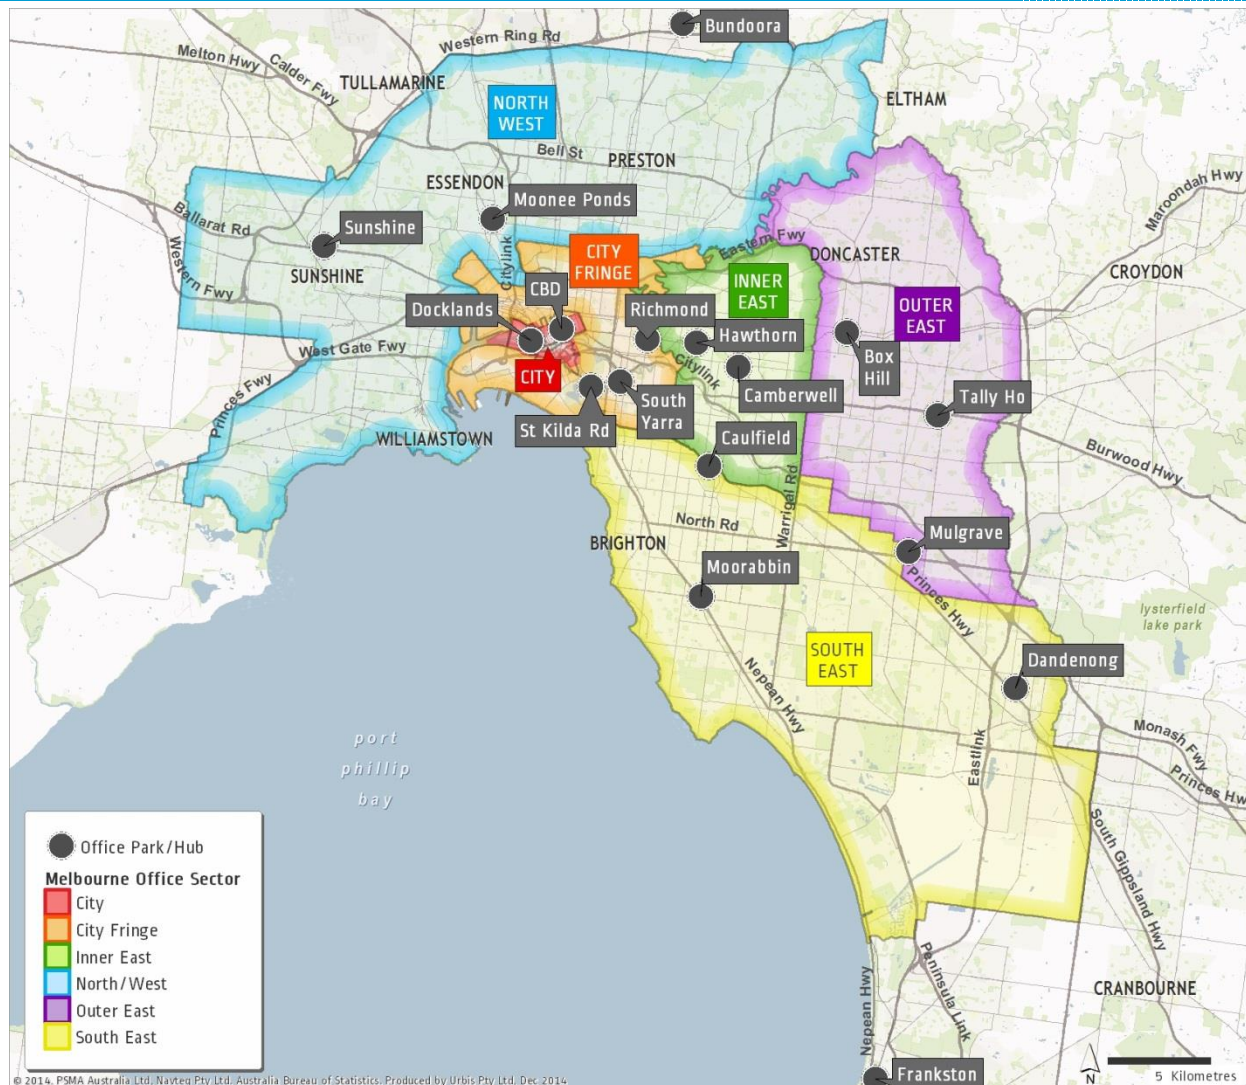 Bundoora
Western Ring Rd
Melton Hwy
Calder Fwy
TULLAMARINE
ELTHAM
NORTH
WEST
Bell St
PRESTON
ESSENDON
Maroondah Hwy
Moonee Ponds
Ballarat Rd
Sunshine
Western Fwy
SUNSHINE
Citylink
CITY
FRINGE
Eastern Fwy
DONCASTER
CROYDON
INNER
EAST
CBD
Docklands
Richmond
OUTER
EAST
Hawthorn
Box
Hill
West Gate Fwy
CITY
Citylink
Camberwell
South
Yarra
Tally Ho
Princes Fwy
St Kilda Rd
WILLIAMSTOWN
Caulfield
Burwood Hwy
Warrigal Rd
North Rd
BRIGHTON
Mulgrave
Moorabbin
Princes Hwy
lysterfield
lake park
SOUTH
EAST
Dandenong
Nepean Hwy
port
phillip
bay
Eastlink
Monash Fwy
Princes Hw
South Gippsland Hwy
Office Park/Hub
Melbourne Office Sector
City
City Fringe
Inner East
North/West
Outer East
South East
Nepean Hwy
Peninsula Link
CRANBOURNE
Frankston
N
5 Kilometres
© 2014. PSMA Australia Ltd, Navteq Pty Ltd, Australia Bureau of Statistics. Produced by Urbis Pty Ltd, Dec 2014